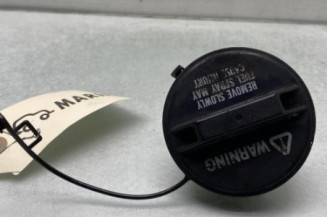 -MAR
REMOVE SLOWLY
FUEL SPRAY MAY
CAUSE INJURY
WARNING